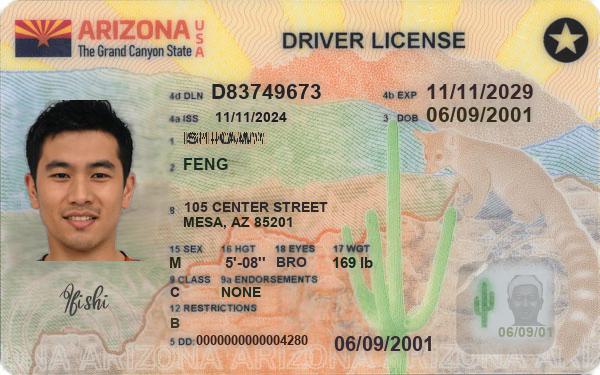 ARIZONA USA
The Grand Canyon State
DRIVER LICENSE
4d DLN D83749673
4b EXP 11/11/2029
4a ISS 11/11/2024
3 DOB 06/09/2001
1
2 FENG
8 105 CENTER STREET
MESA, AZ 85201
15 SEX 16 HGT 18 EYES 17 WGT
M 5'-08" BRO 169 lb
9 CLASS 9a ENDORSEMENTS
C NONE
12 RESTRICTIONS
B
5 DD: 0000000000004280
06/09/2001
06/09/01
ARIZONA ARIZONA ARIZONA